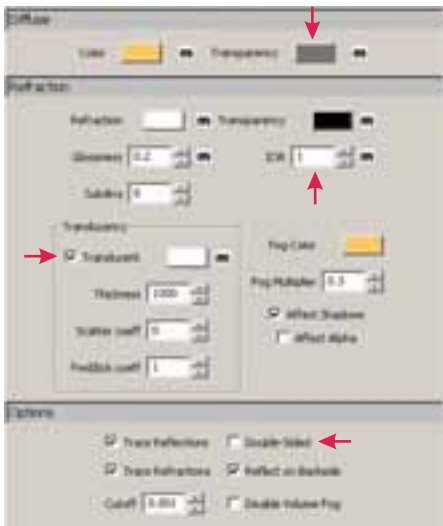 Diffuse
Color Transparency
Refraction
Refraction Transparency
Glossiness 0.2 IOR 1
Subdivs 8
Translucency
Translucent Fog Color
Thickness 1000 Fog Multiplier 0.3
Scatter coeff 0 Affect Shadows
Fwd/bck coeff 1 Affect Alpha
Options
Trace Reflections Double-Sided
Trace Refractions Reflect on Backside
Cutoff 0.001 Disable Volume Fog